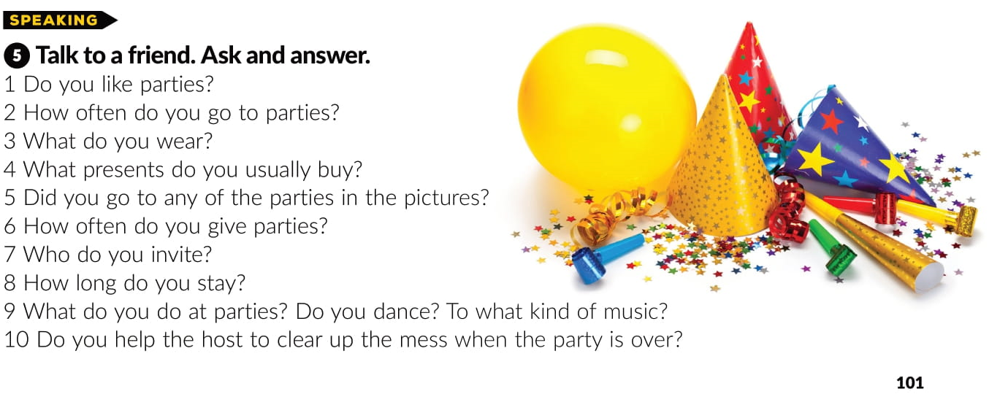 SPEAKING
5 Talk to a friend. Ask and answer.
1 Do you like parties?
2 How often do you go to parties?
3 What do you wear?
4 What presents do you usually buy?
5 Did you go to any of the parties in the pictures?
6 How often do you give parties?
7 Who do you invite?
8 How long do you stay?
9 What do you do at parties? Do you dance? To what kind of music?
10 Do you help the host to clear up the mess when the party is over?
101